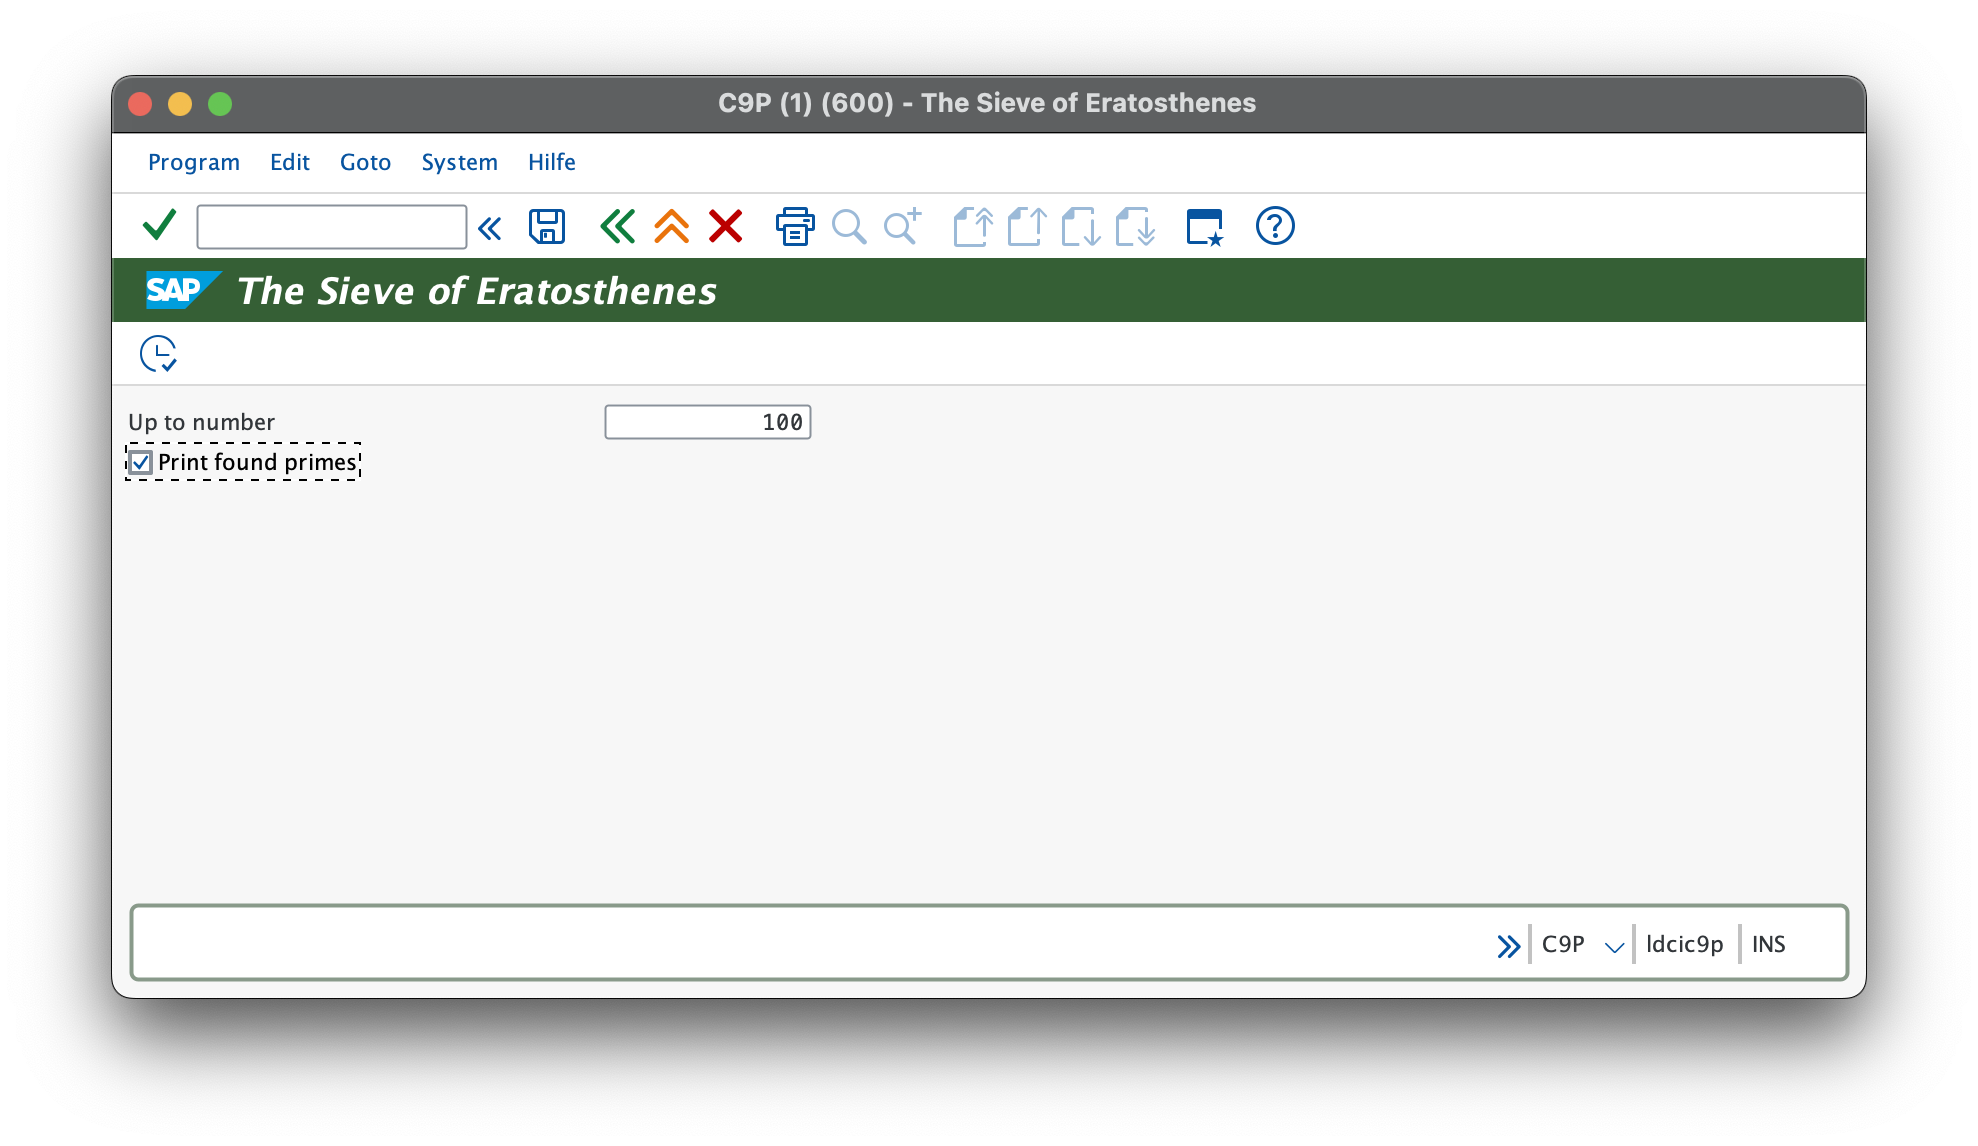 C9P (1) (600) - The Sieve of Eratosthenes
Program Edit Goto System Hilfe
SAP The Sieve of Eratosthenes
Up to number 100
Print found primes
C9P ldcic9p INS